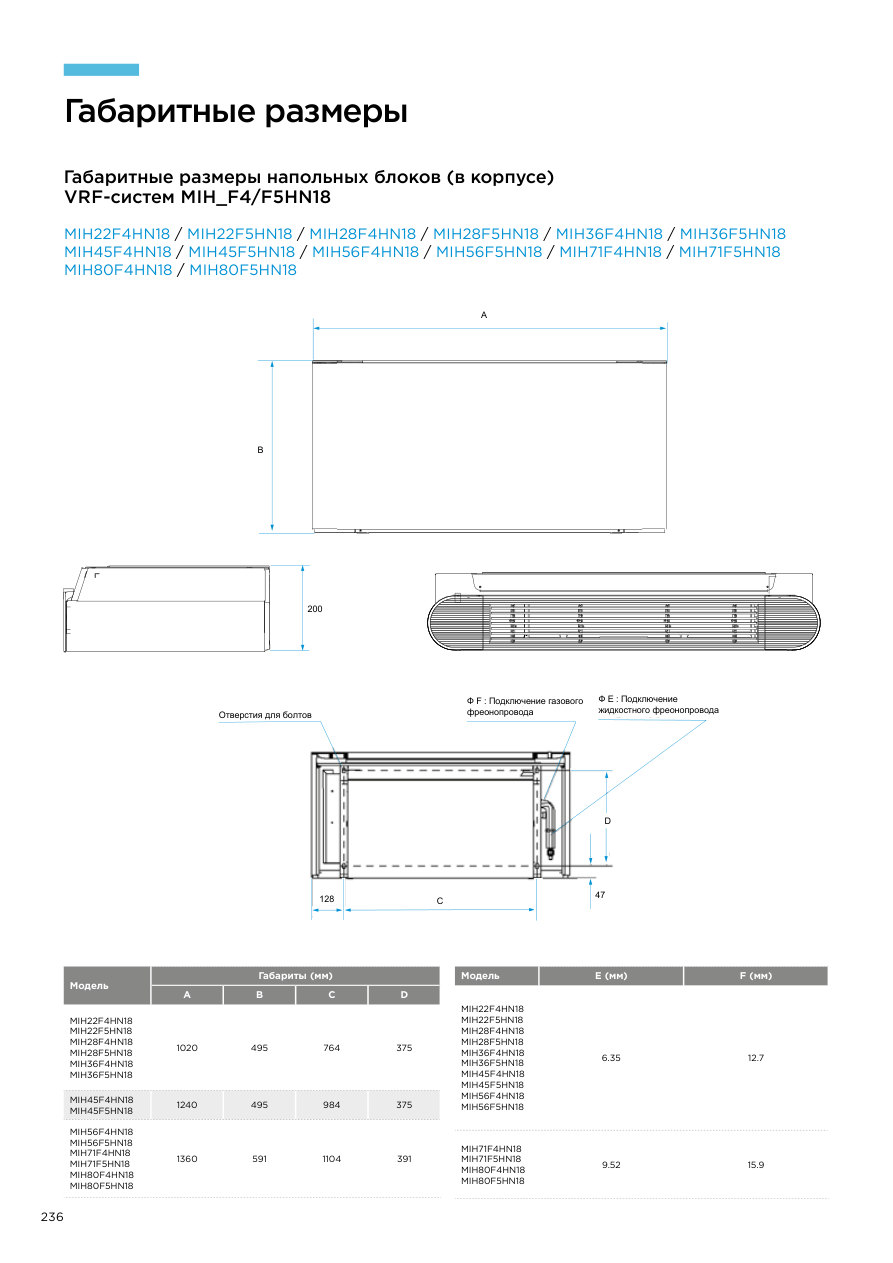 Габаритные размеры
Габаритные размеры напольных блоков (в корпусе)
VRF-систем MIH_F4/F5HN18
MIH22F4HN18 / MIH22F5HN18 / MIH28F4HN18 / MIH28F5HN18 / MIH36F4HN18 / MIH36F5HN18
MIH45F4HN18 / MIH45F5HN18 / MIH56F4HN18 / MIH56F5HN18 / MIH71F4HN18 / MIH71F5HN18
MIH80F4HN18 / MIH80F5HN18
A
B
200
Отверстия для болтов
Ф F : Подключение газового
фреонопровода
Ф E : Подключение
жидкостного фреонопровода
D
47
128
C
Модель
Габариты (мм)
A B C D
MIH22F4HN18
MIH22F5HN18
MIH28F4HN18
MIH28F5HN18
MIH36F4HN18
MIH36F5HN18
1020 495 764 375
MIH45F4HN18
MIH45F5HN18
1240 495 984 375
MIH56F4HN18
MIH56F5HN18
MIH71F4HN18
MIH71F5HN18
MIH80F4HN18
MIH80F5HN18
1360 591 1104 391
Модель E (мм) F (мм)
MIH22F4HN18
MIH22F5HN18
MIH28F4HN18
MIH28F5HN18
MIH36F4HN18
MIH36F5HN18
MIH45F4HN18
MIH45F5HN18
MIH56F4HN18
MIH56F5HN18
6.35 12.7
MIH71F4HN18
MIH71F5HN18
MIH80F4HN18
MIH80F5HN18
9.52 15.9
236